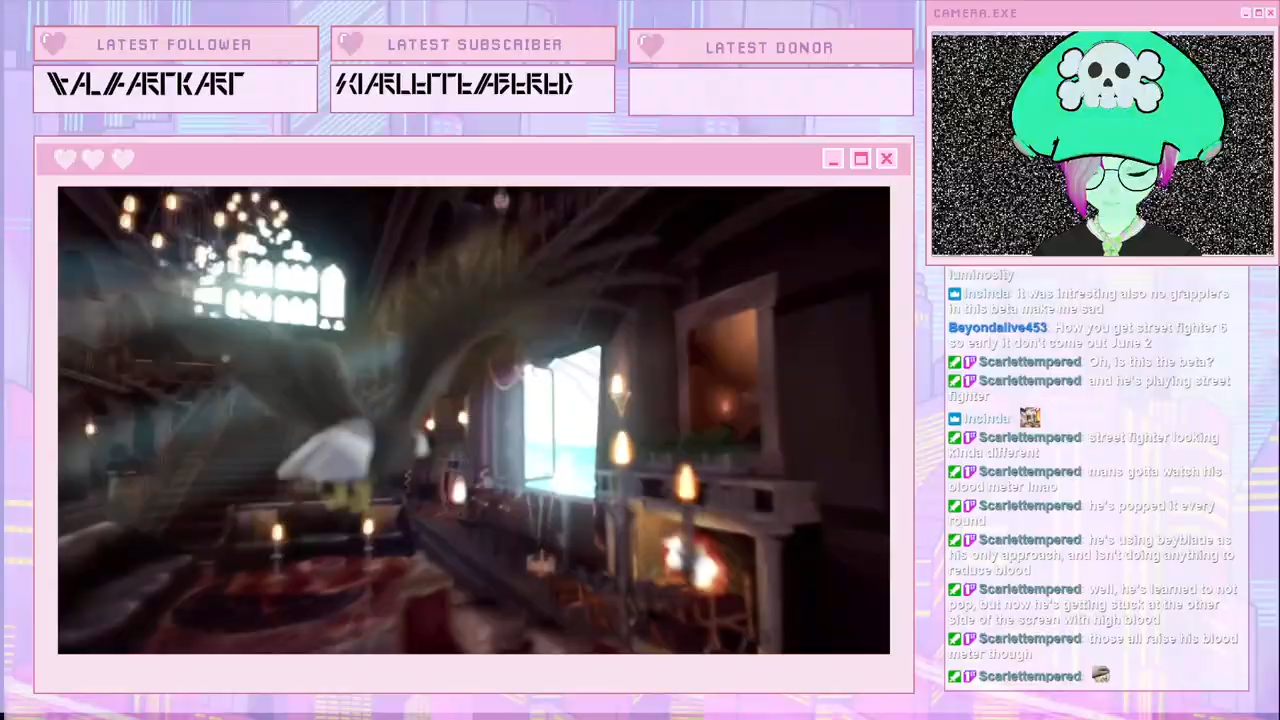 LATEST FOLLOWER
LATEST SUBSCRIBER
LATEST DONOR
CAMERA.EXE
luminosity
Incinda it was intresting also no grapplers
in this beta make me sad
Beyondalive453 How you get street fighter 6
so early it don't come out June 2
Scarlettempered Oh, is this the beta?
Scarlettempered and he's playing street
fighter
Incinda
Scarlettempered street fighter looking
kinda different
Scarlettempered mans gotta watch his
blood meter lmao
Scarlettempered he's popped it every
round
Scarlettempered he's using beyblade as
his only approach, and isn't doing anything to
reduce blood
Scarlettempered well, he's learned to not
pop, but now he's getting stuck at the other
side of the screen with high blood
Scarlettempered those all raise his blood
meter though
Scarlettempered